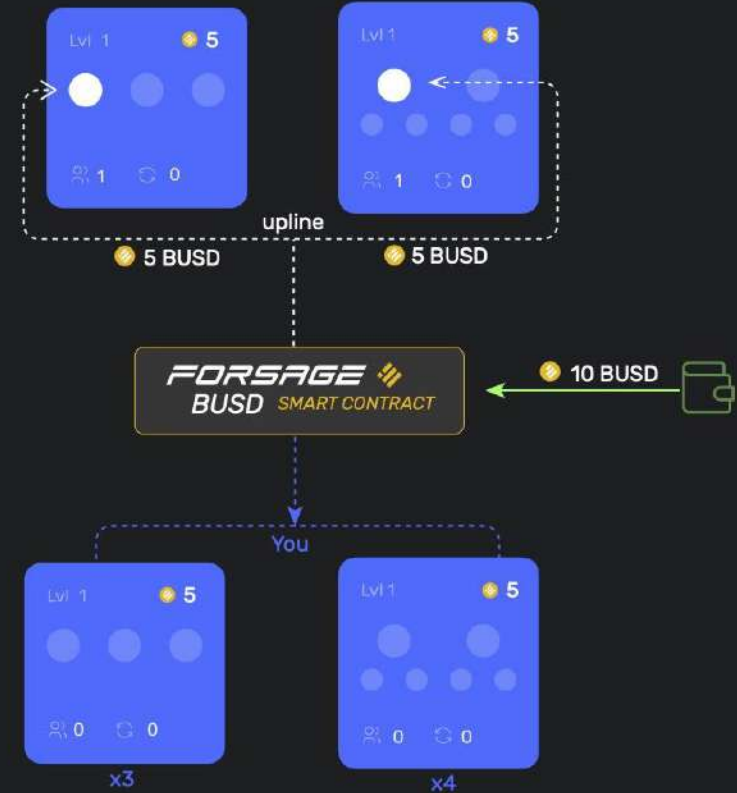 Lvl 1 5
Lvl 1 5
1 0
1 0
upline
5 BUSD
5 BUSD
FORSAGE
BUSD SMART CONTRACT
10 BUSD
You
Lvl 1 5
Lvl 1 5
0 0
0 0
x3
x4